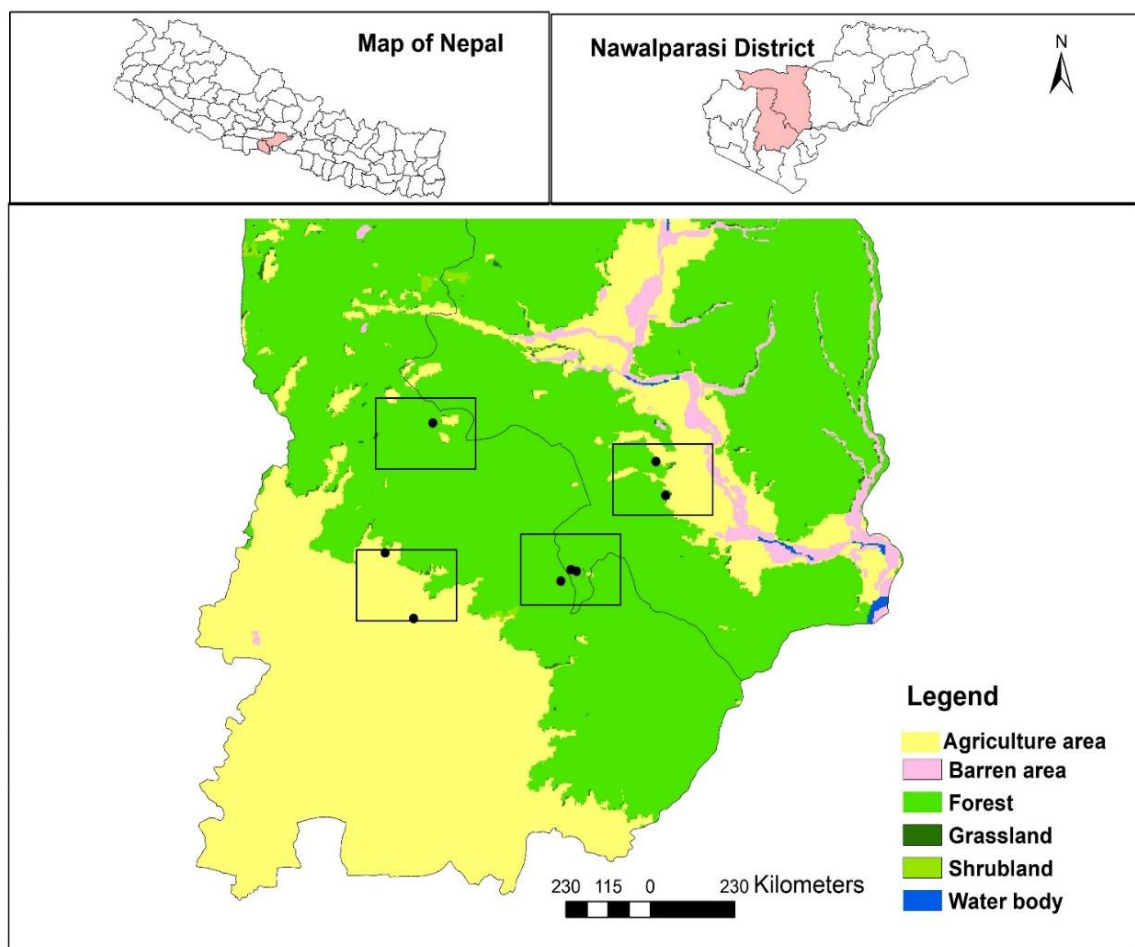 Map of Nepal
Nawalparasi District
N
Legend
Agriculture area
Barren area
Forest
Grassland
Shrubland
Water body
230 115 0 230 Kilometers